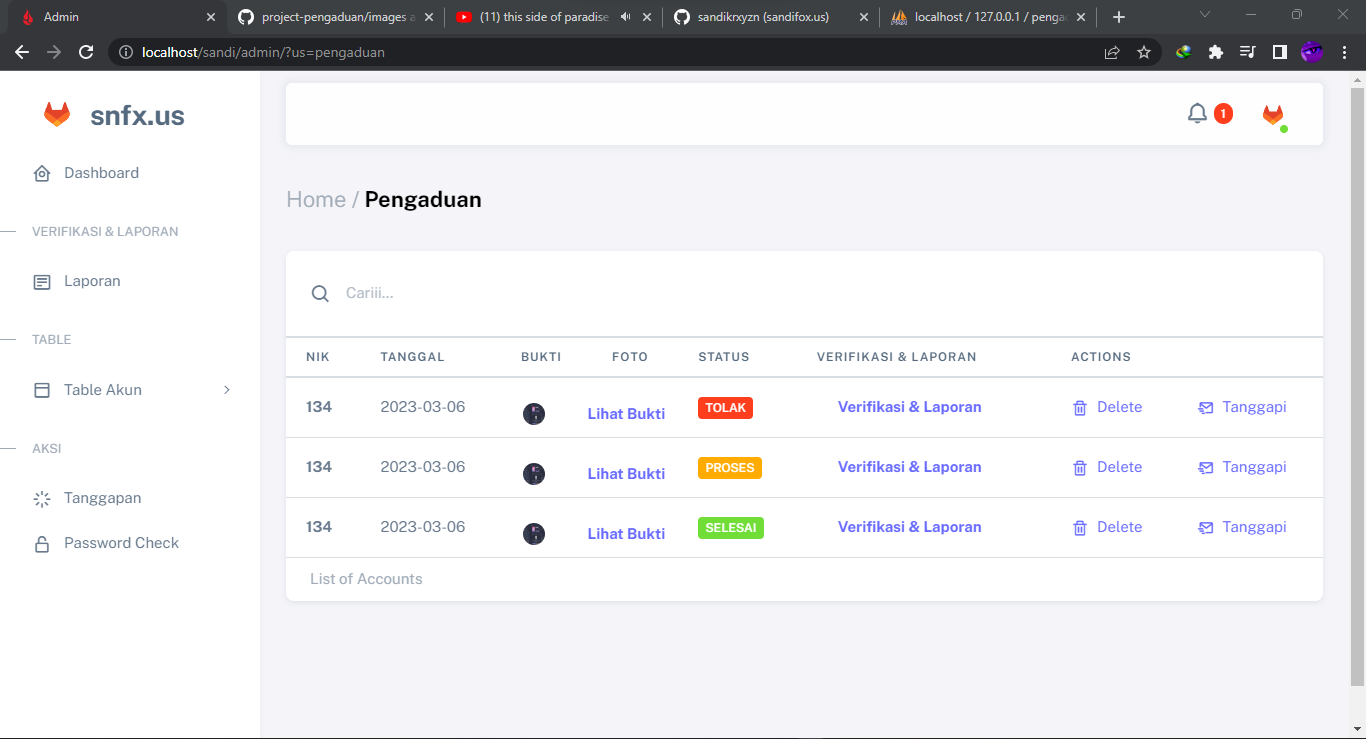 Admin
project-pengaduan/images a
(11) this side of paradise
sandikrxyzn (sandifox.us)
localhost / 127.0.0.1 / penga
localhost/sandi/admin/?us=pengaduan
snfx.us
1
Dashboard
Home / Pengaduan
VERIFIKASI & LAPORAN
Laporan
TABLE
Table Akun
AKSI
Tanggapan
Password Check
Cariii...
NIK TANGGAL BUKTI FOTO STATUS VERIFIKASI & LAPORAN ACTIONS
134 2023-03-06 Lihat Bukti TOLAK Verifikasi & Laporan Delete Tanggapi
134 2023-03-06 Lihat Bukti PROSES Verifikasi & Laporan Delete Tanggapi
134 2023-03-06 Lihat Bukti SELESAI Verifikasi & Laporan Delete Tanggapi
List of Accounts